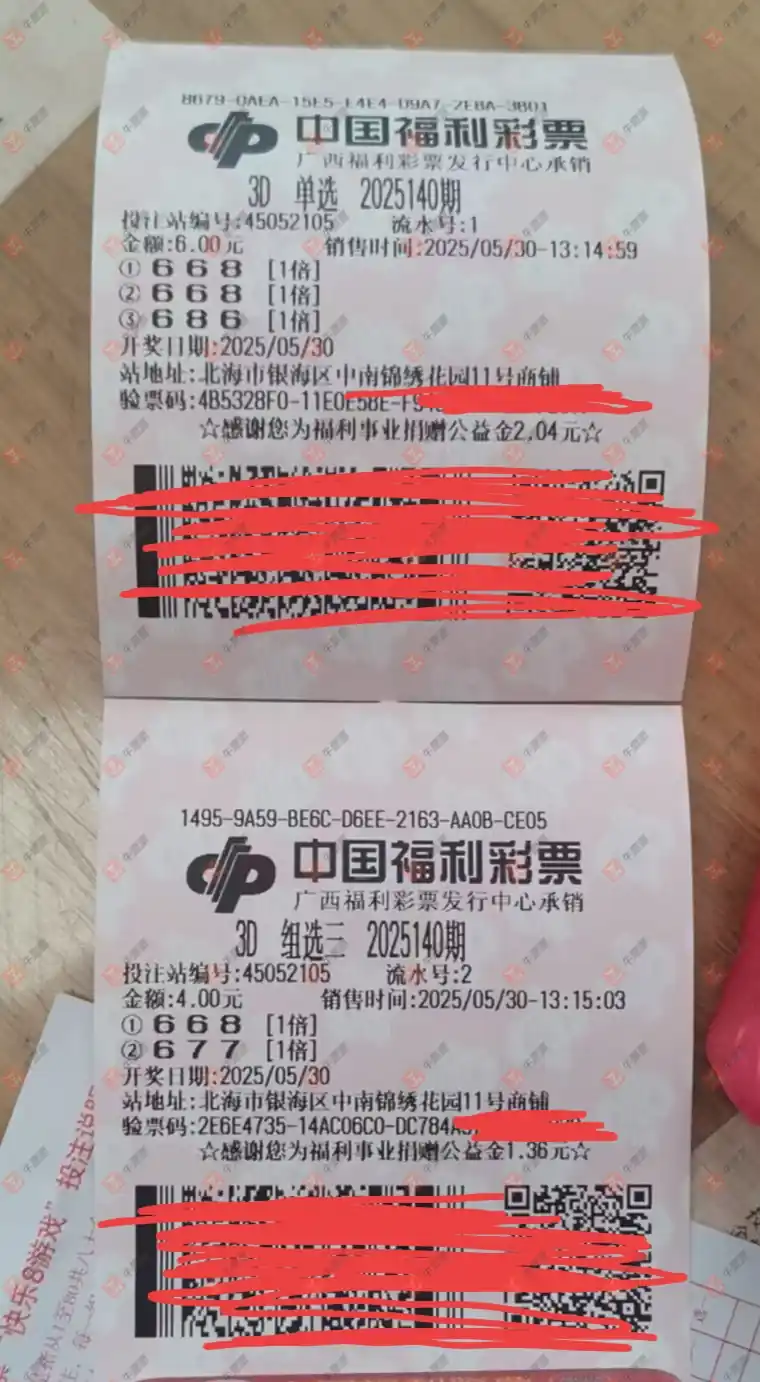 中国福利彩票
广西福利彩票发行中心承销
3D 单选 2025140期
投注站编号:45052105 流水号:1
金额:6.00元 销售时间:2025/05/30-13:14:59
① 6 6 8 [1倍]
② 6 6 8 [1倍]
③ 6 8 6 [1倍]
开奖日期:2025/05/30
站地址:北海市银海区中南锦绣花园11号商铺
验票码:4B5328F0-11E0E58E-F9
☆感谢您为福利事业捐赠公益金2.04元☆
1495-9A59-BE6C-D6EE-2163-AA0B-CE05
中国福利彩票
广西福利彩票发行中心承销
3D 组选三 2025140期
投注站编号:45052105 流水号:2
金额:4.00元 销售时间:2025/05/30-13:15:03
① 6 6 8 [1倍]
② 6 7 7 [1倍]
开奖日期:2025/05/30
站地址:北海市银海区中南锦绣花园11号商铺
验票码:2E6E4735-14AC06C0-DC784A
☆感谢您为福利事业捐赠公益金1.36元☆
"快乐8游戏"投注说明